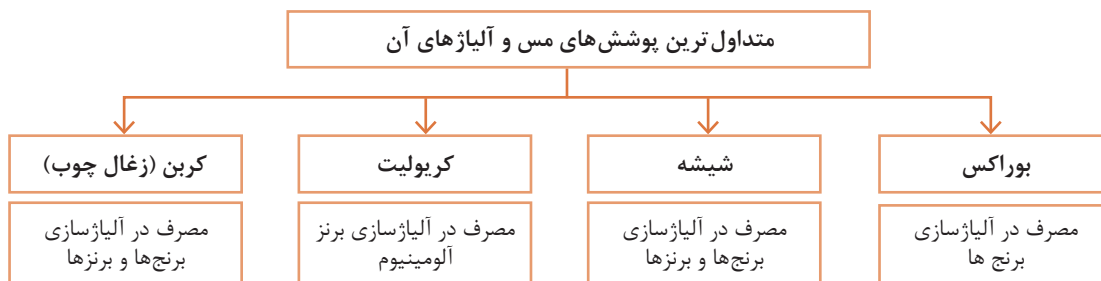 متداول‌ترین پوشش‌های مس و آلیاژهای آن
بوراکس
مصرف در آلیاژسازی
برنج ها
شیشه
مصرف در آلیاژسازی
برنج‌ها و برنزها
کریولیت
مصرف در آلیاژسازی برنز
آلومینیوم
کربن (زغال چوب)
مصرف در آلیاژسازی
برنج‌ها و برنزها